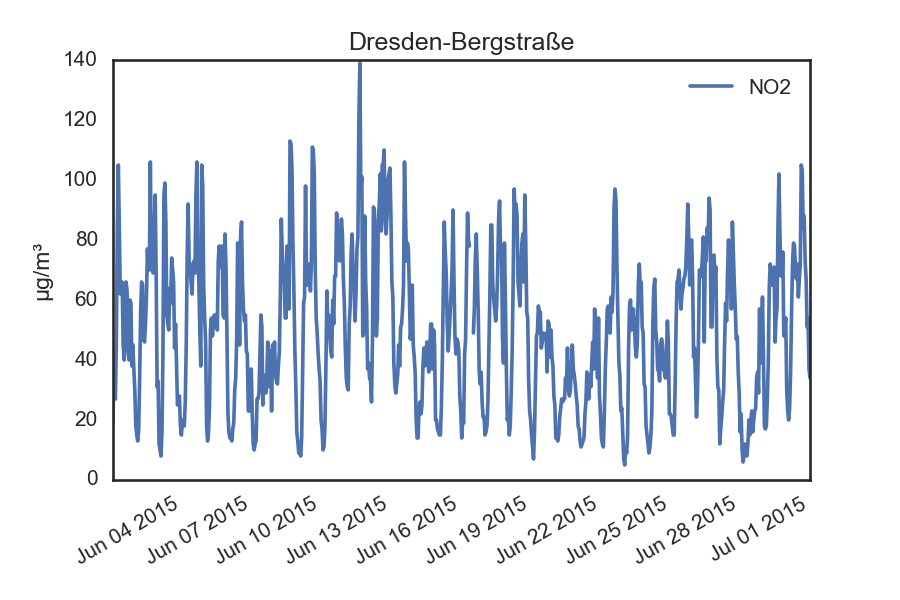 Dresden-Bergstraße
NO2
µg/m³
140
120
100
80
60
40
20
0
Jun 04 2015
Jun 07 2015
Jun 10 2015
Jun 13 2015
Jun 16 2015
Jun 19 2015
Jun 22 2015
Jun 25 2015
Jun 28 2015
Jul 01 2015